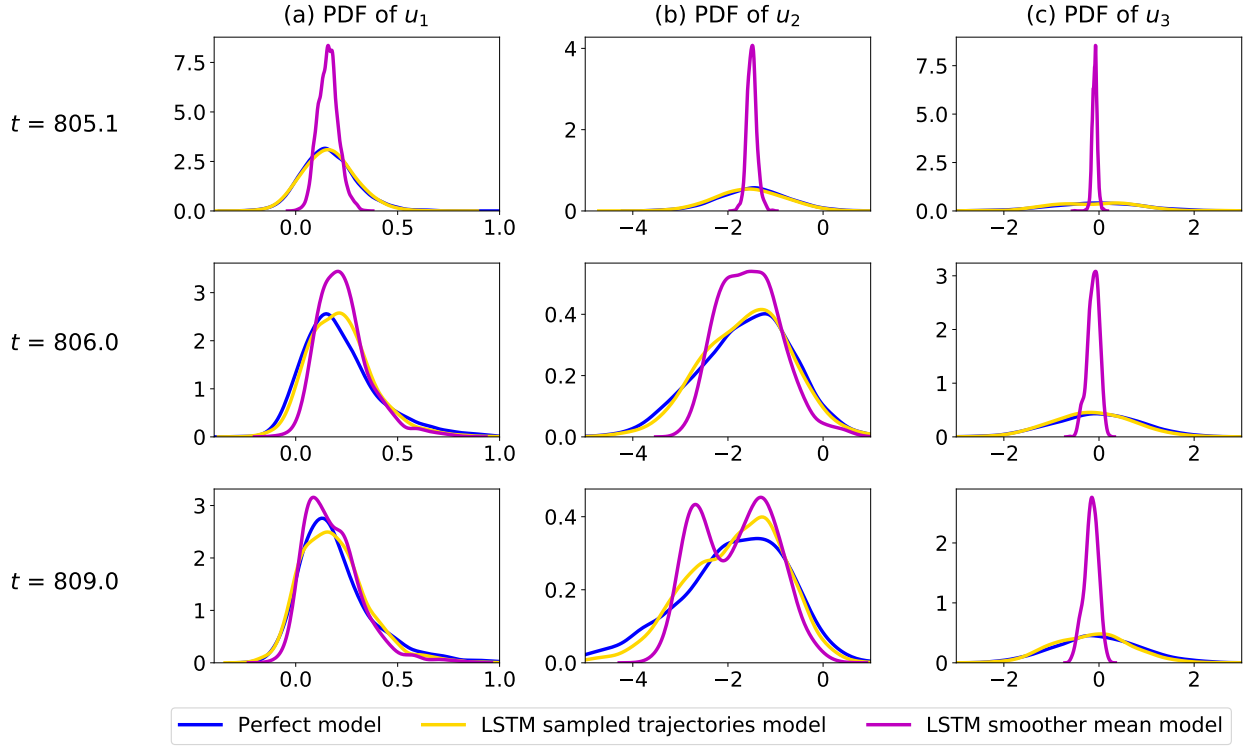 (a) PDF of u1 (b) PDF of u2 (c) PDF of u3
t = 805.1
7.5 5.0 2.5 0.0
0.0 0.5 1.0
4 2 0
−4 −2 0
7.5 5.0 2.5 0.0
−2 0 2
t = 806.0
3 2 1 0
0.0 0.5 1.0
0.4 0.2 0.0
−4 −2 0
3 2 1 0
−2 0 2
t = 809.0
3 2 1 0
0.0 0.5 1.0
0.4 0.2 0.0
−4 −2 0
2 1 0
−2 0 2
Perfect model LSTM sampled trajectories model LSTM smoother mean model